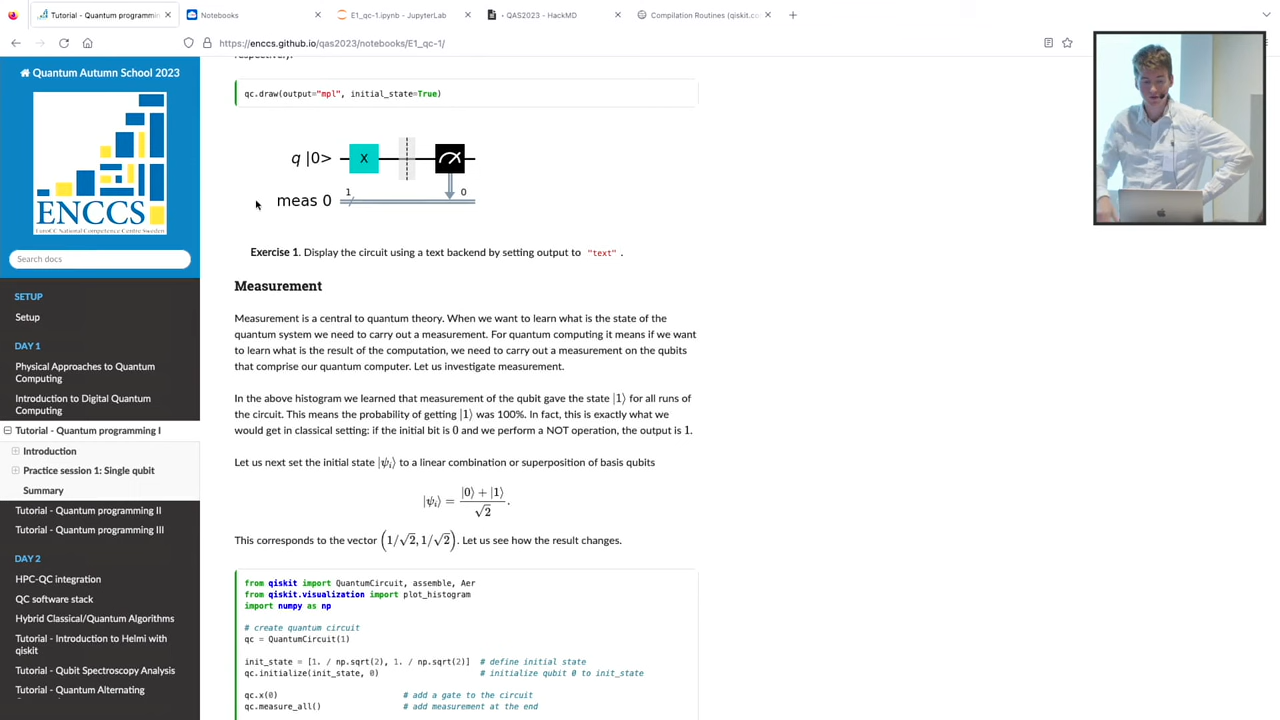 Tutorial - Quantum programmin
Notebooks
E1_qc-1.ipynb - JupyterLab
- QAS2023 - HackMD
Compilation Routines (qiskit.co
https://enccs.github.io/qas2023/notebooks/E1_qc-1/
Quantum Autumn School 2023
ENCCS
EuroCC National Competence Centre Sweden
Search docs
SETUP
Setup
DAY 1
Physical Approaches to Quantum
Computing
Introduction to Digital Quantum
Computing
Tutorial - Quantum programming I
Introduction
Practice session 1: Single qubit
Summary
Tutorial - Quantum programming II
Tutorial - Quantum programming III
DAY 2
HPC-QC integration
QC software stack
Hybrid Classical/Quantum Algorithms
Tutorial - Introduction to Helmi with
qiskit
Tutorial - Qubit Spectroscopy Analysis
Tutorial - Quantum Alternating
respectively.
qc.draw(output="mpl", initial_state=True)
q |0> X
meas 0 1 0
Exercise 1. Display the circuit using a text backend by setting output to "text" .
Measurement
Measurement is a central to quantum theory. When we want to learn what is the state of the
quantum system we need to carry out a measurement. For quantum computing it means if we want
to learn what is the result of the computation, we need to carry out a measurement on the qubits
that comprise our quantum computer. Let us investigate measurement.
In the above histogram we learned that measurement of the qubit gave the state |1⟩ for all runs of
the circuit. This means the probability of getting |1⟩ was 100%. In fact, this is exactly what we
would get in classical setting: if the initial bit is 0 and we perform a NOT operation, the output is 1.
Let us next set the initial state |ψi⟩ to a linear combination or superposition of basis qubits
|ψi⟩ = |0⟩ + |1⟩ / √2 .
This corresponds to the vector (1/√2, 1/√2). Let us see how the result changes.
from qiskit import QuantumCircuit, assemble, Aer
from qiskit.visualization import plot_histogram
import numpy as np
# create quantum circuit
qc = QuantumCircuit(1)
init_state = [1. / np.sqrt(2), 1. / np.sqrt(2)] # define initial state
qc.initialize(init_state, 0) # initialize qubit 0 to init_state
qc.x(0) # add a gate to the circuit
qc.measure_all() # add measurement at the end